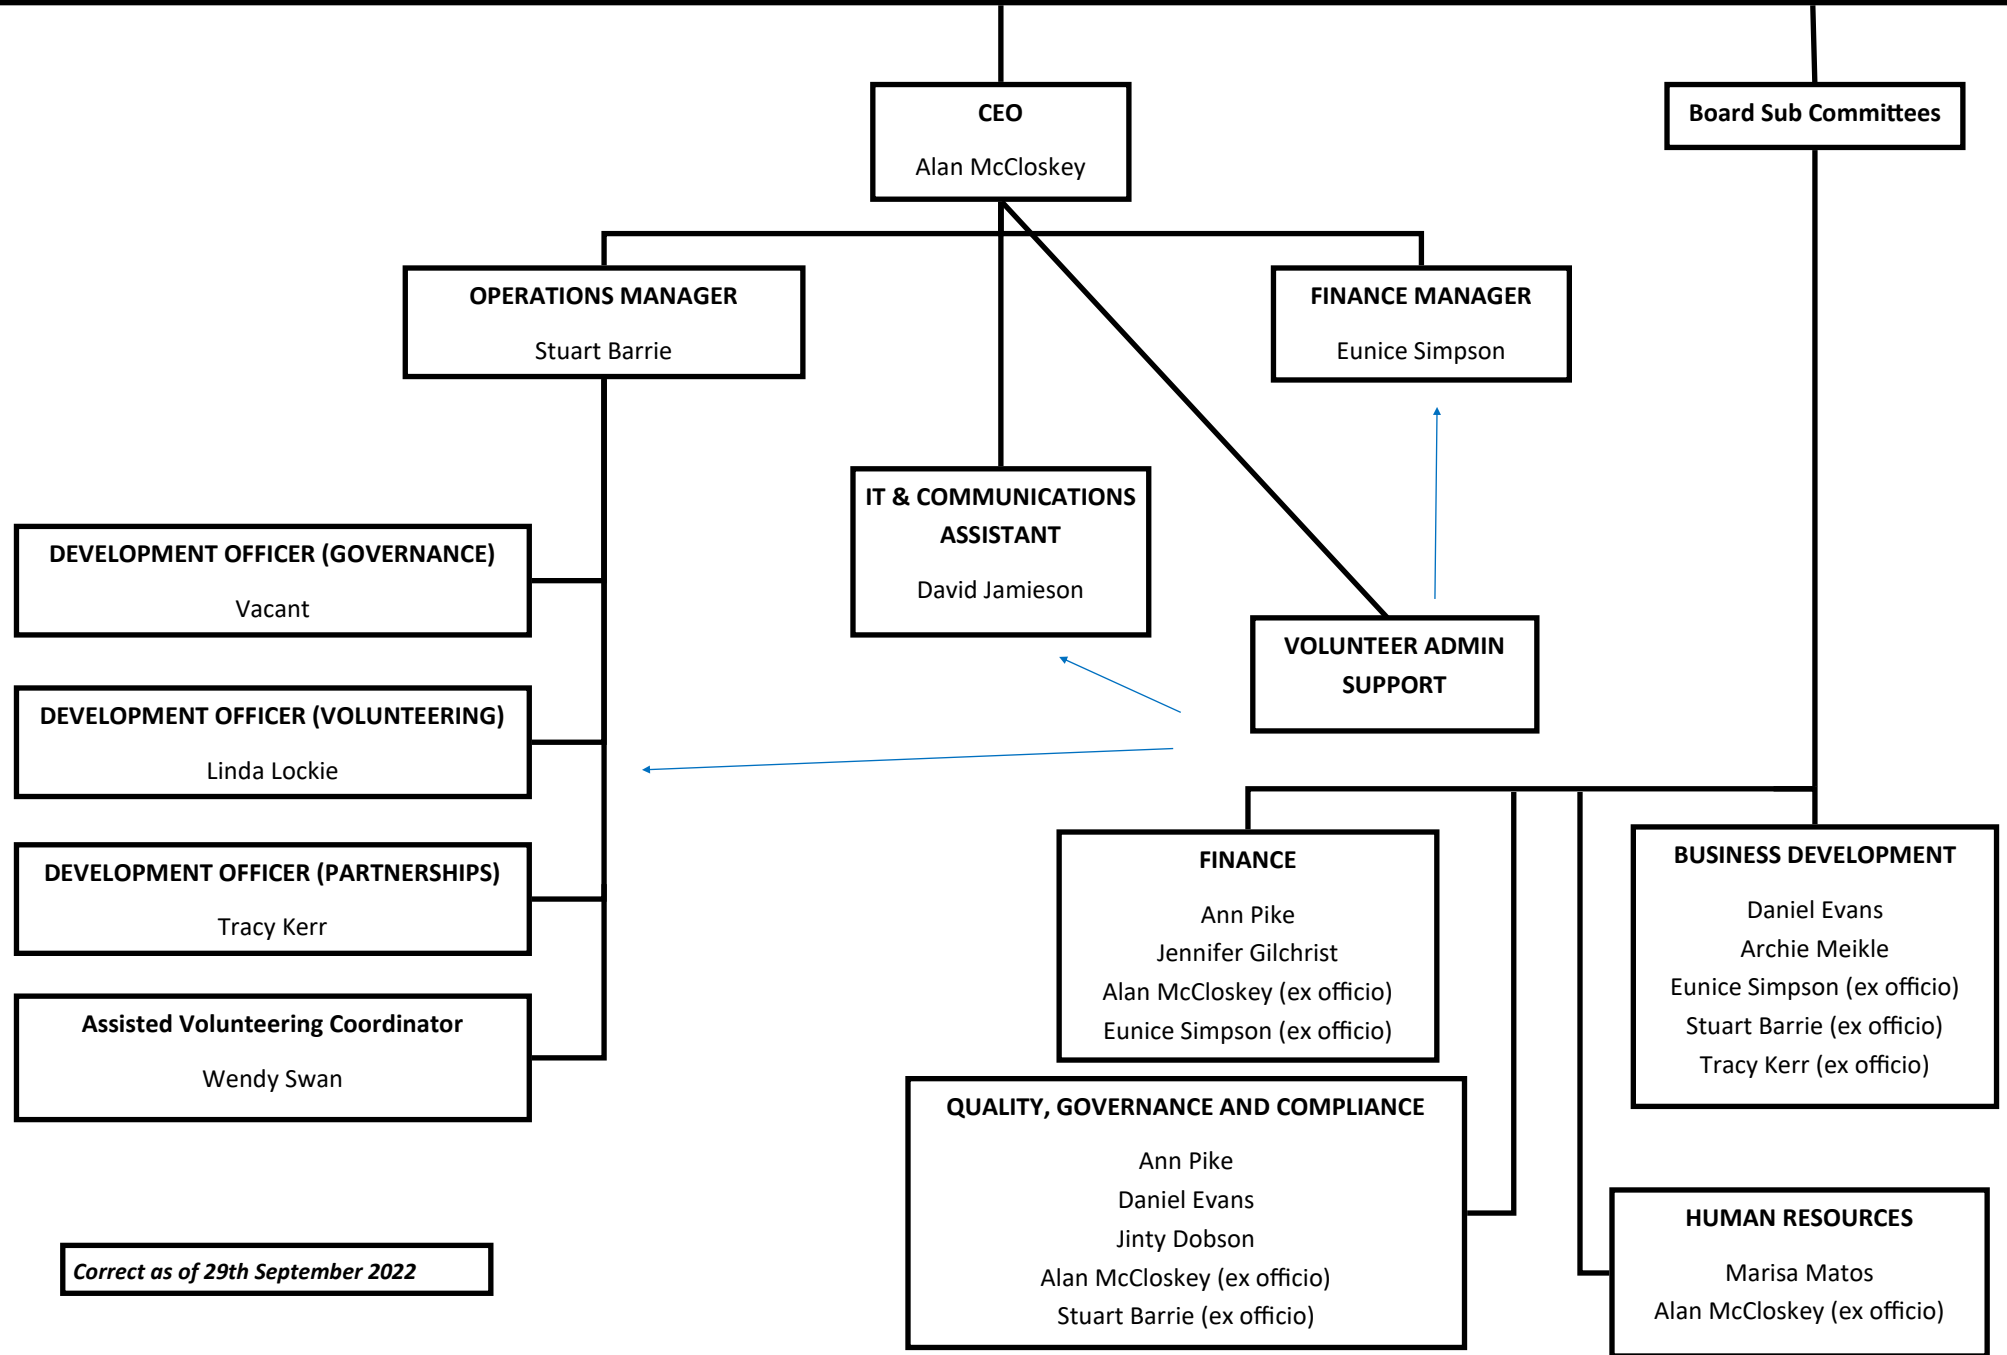 CEO
Alan McCloskey
Board Sub Committees
OPERATIONS MANAGER
Stuart Barrie
FINANCE MANAGER
Eunice Simpson
IT & COMMUNICATIONS
ASSISTANT
David Jamieson
VOLUNTEER ADMIN
SUPPORT
DEVELOPMENT OFFICER (GOVERNANCE)
Vacant
DEVELOPMENT OFFICER (VOLUNTEERING)
Linda Lockie
DEVELOPMENT OFFICER (PARTNERSHIPS)
Tracy Kerr
Assisted Volunteering Coordinator
Wendy Swan
FINANCE
Ann Pike
Jennifer Gilchrist
Alan McCloskey (ex officio)
Eunice Simpson (ex officio)
BUSINESS DEVELOPMENT
Daniel Evans
Archie Meikle
Eunice Simpson (ex officio)
Stuart Barrie (ex officio)
Tracy Kerr (ex officio)
QUALITY, GOVERNANCE AND COMPLIANCE
Ann Pike
Daniel Evans
Jinty Dobson
Alan McCloskey (ex officio)
Stuart Barrie (ex officio)
HUMAN RESOURCES
Marisa Matos
Alan McCloskey (ex officio)
Correct as of 29th September 2022